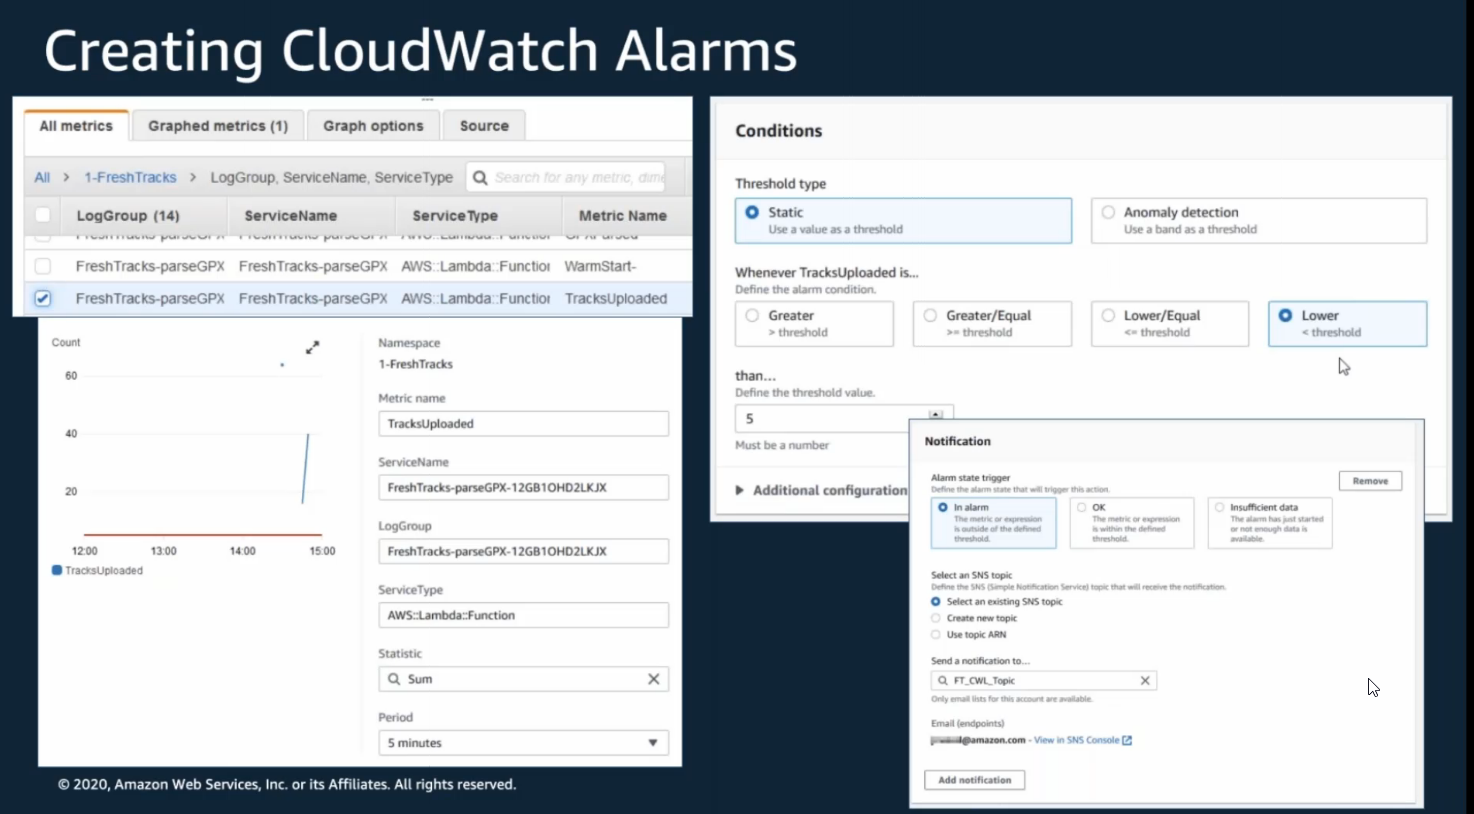 Creating CloudWatch Alarms
All metrics
Graphed metrics (1)
Graph options
Source
All > 1-FreshTracks > LogGroup, ServiceName, ServiceType
Search for any metric, dime
LogGroup (14) ServiceName ServiceType Metric Name
FreshTracks-parseGPX FreshTracks-parseGPX AWS::Lambda::Function GPXParsed
FreshTracks-parseGPX FreshTracks-parseGPX AWS::Lambda::Function WarmStart-
FreshTracks-parseGPX FreshTracks-parseGPX AWS::Lambda::Function TracksUploaded
Count
60
40
20
12:00 13:00 14:00 15:00
TracksUploaded
Namespace
1-FreshTracks
Metric name
TracksUploaded
ServiceName
FreshTracks-parseGPX-12GB1OHD2LKJX
LogGroup
FreshTracks-parseGPX-12GB1OHD2LKJX
ServiceType
AWS::Lambda::Function
Statistic
Sum
Period
5 minutes
Conditions
Threshold type
Static
Use a value as a threshold
Anomaly detection
Use a band as a threshold
Whenever TracksUploaded is...
Define the alarm condition.
Greater
> threshold
Greater/Equal
>= threshold
Lower/Equal
<= threshold
Lower
< threshold
than...
Define the threshold value.
5
Must be a number
Additional configuration
Notification
Alarm state trigger
Define the alarm state that will trigger this action.
Remove
In alarm
The metric or expression
is outside of the defined
threshold.
OK
The metric or expression
is within the defined
threshold.
Insufficient data
The alarm has just started
or not enough data is
available.
Select an SNS topic
Define the SNS (Simple Notification Service) topic that will receive the notification.
Select an existing SNS topic
Create new topic
Use topic ARN
Send a notification to...
FT_CWL_Topic
Only email lists for this account are available.
Email (endpoints)
@amazon.com - View in SNS Console
Add notification
© 2020, Amazon Web Services, Inc. or its Affiliates. All rights reserved.